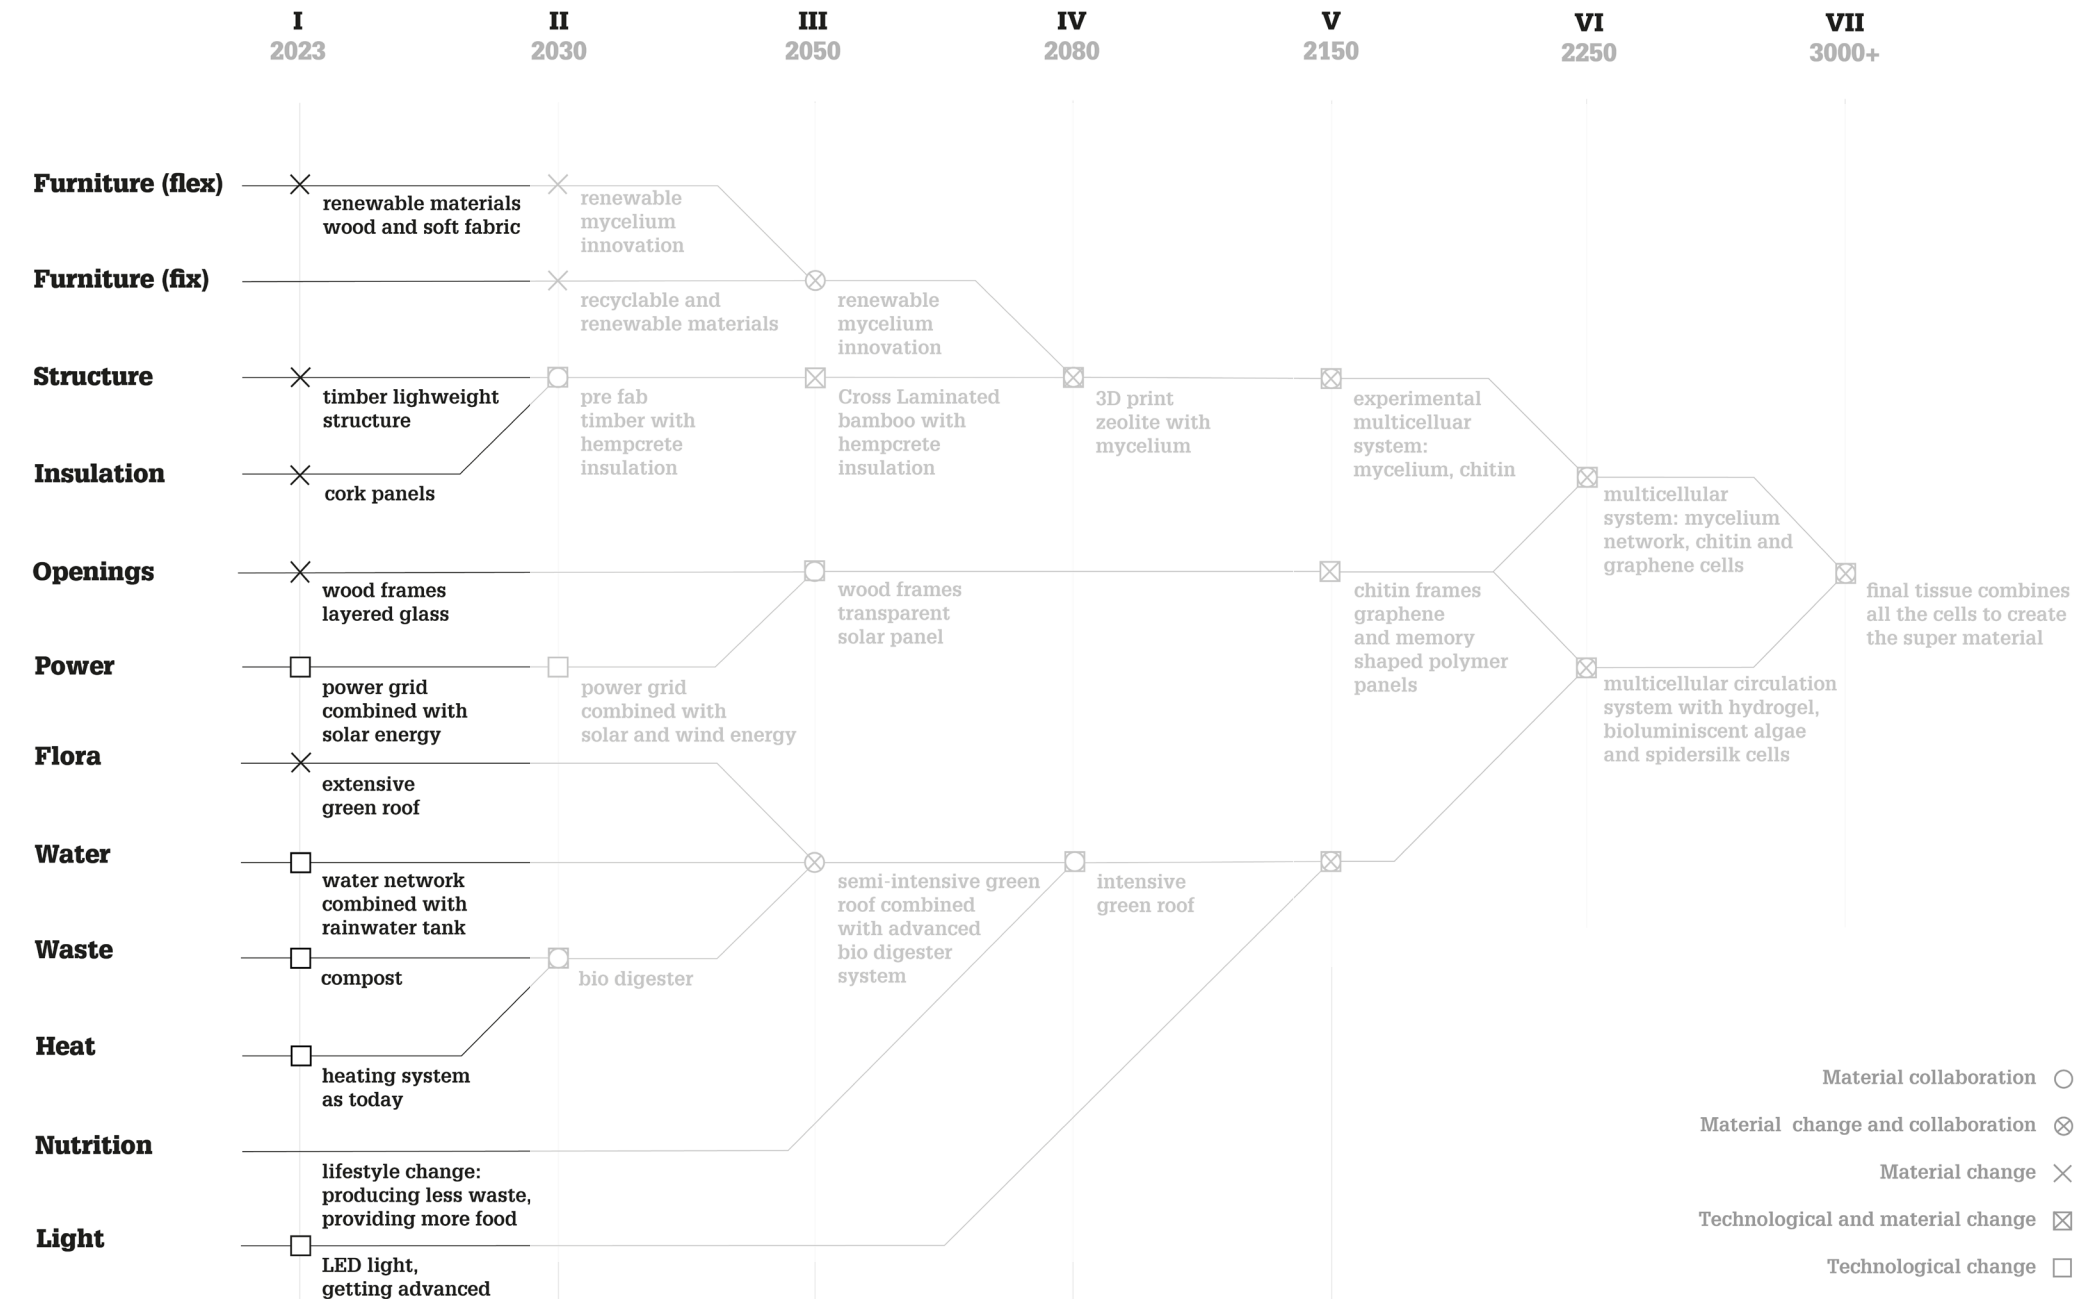 I II III IV V VI VII
2023 2030 2050 2080 2150 2250 3000+
Furniture (flex)
renewable materials
wood and soft fabric
renewable
mycelium
innovation
Furniture (fix)
recyclable and
renewable materials
renewable
mycelium
innovation
Structure
timber lighweight
structure
pre fab
timber with
hempcrete
insulation
Cross Laminated
bamboo with
hempcrete
insulation
3D print
zeolite with
mycelium
experimental
multicelluar
system:
mycelium, chitin
Insulation
cork panels
multicellular
system: mycelium
network, chitin and
graphene cells
Openings
wood frames
layered glass
wood frames
transparent
solar panel
chitin frames
graphene
and memory
shaped polymer
panels
final tissue combines
all the cells to create
the super material
Power
power grid
combined with
solar energy
power grid
combined with
solar and wind energy
multicellular circulation
system with hydrogel,
bioluminiscent algae
and spidersilk cells
Flora
extensive
green roof
Water
water network
combined with
rainwater tank
semi-intensive green
roof combined
with advanced
bio digester
system
intensive
green roof
Waste
compost
bio digester
Heat
heating system
as today
Nutrition
lifestyle change:
producing less waste,
providing more food
Light
LED light,
getting advanced
Material collaboration
Material change and collaboration
Material change
Technological and material change
Technological change